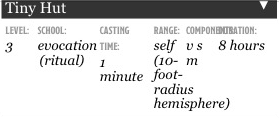 Tiny Hut ▼
LEVEL: SCHOOL: CASTING TIME: RANGE: COMPONENTS: DURATION:
3 evocation (ritual) 1 minute self (10-foot-radius hemisphere) v s m 8 hours